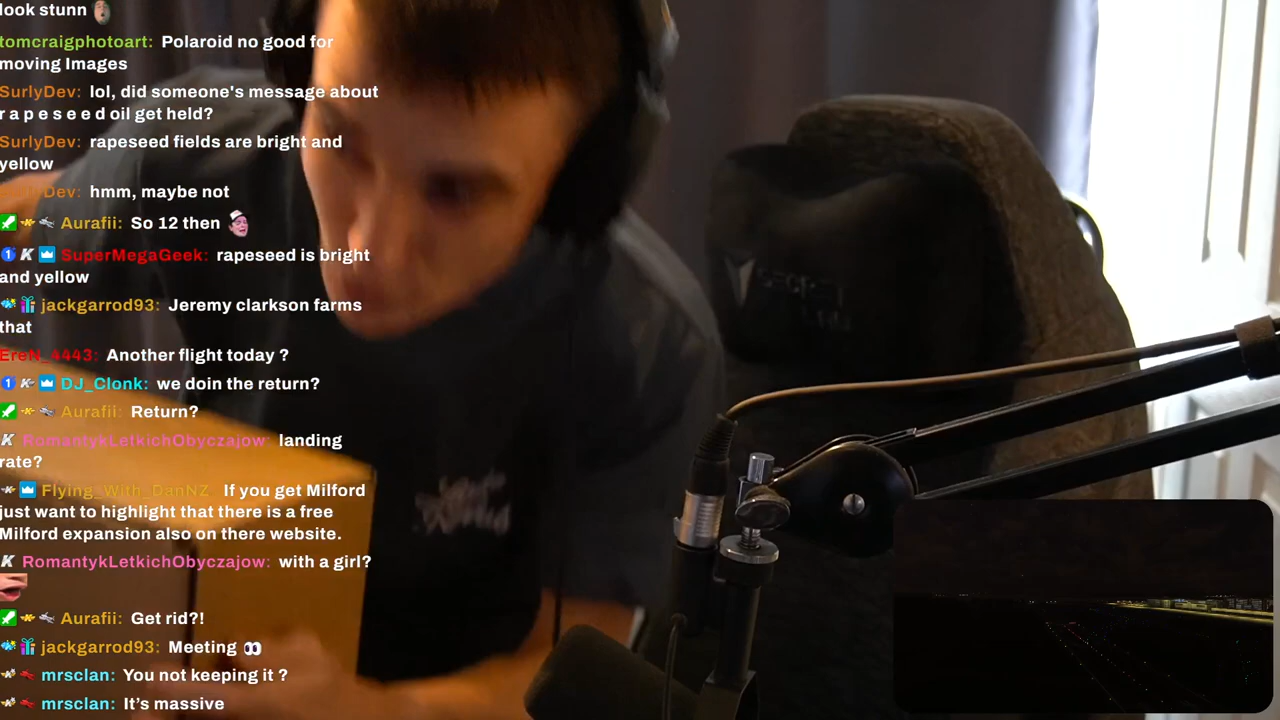 look stunn
tomcraigphotoart: Polaroid no good for
moving Images
SurlyDev: lol, did someone's message about
r a p e s e e d oil get held?
SurlyDev: rapeseed fields are bright and
yellow
SurlyDev: hmm, maybe not
Aurafii: So 12 then
1 K SuperMegaGeek: rapeseed is bright
and yellow
jackgarrod93: Jeremy clarkson farms
that
EreN_4443: Another flight today ?
1 K DJ_Clonk: we doin the return?
Aurafii: Return?
K RomantykLetkichObyczajow: landing
rate?
Flying_With_DanNZ: If you get Milford
just want to highlight that there is a free
Milford expansion also on there website.
K RomantykLetkichObyczajow: with a girl?
Aurafii: Get rid?!
jackgarrod93: Meeting
mrsclan: You not keeping it ?
mrsclan: It's massive